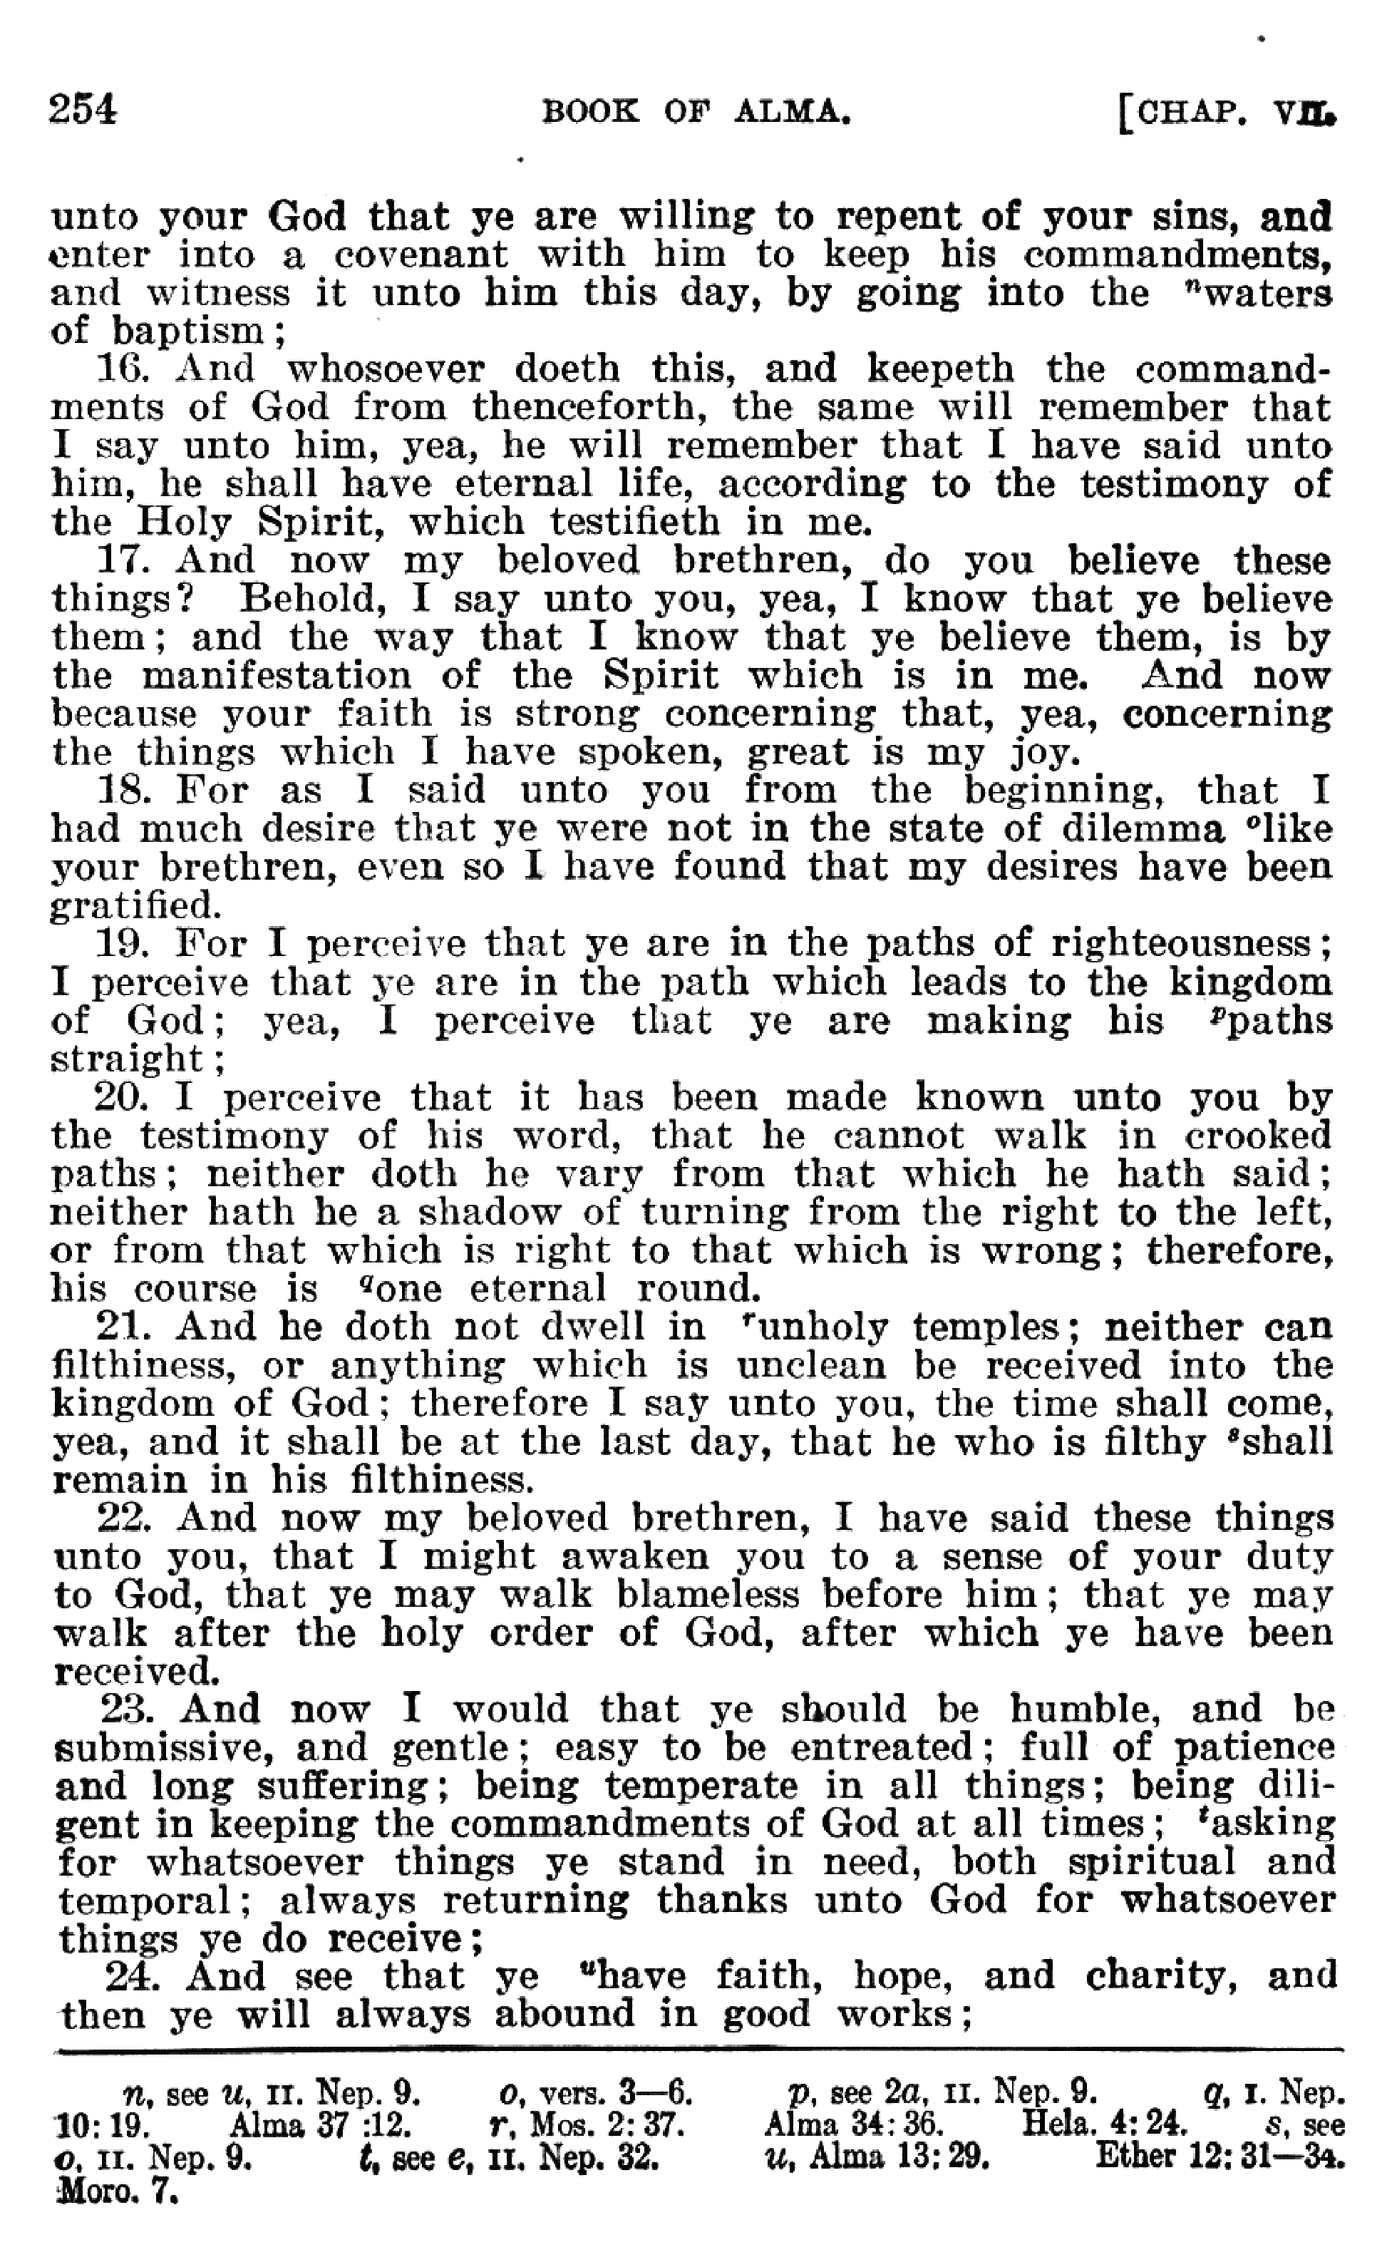 254 BOOK OF ALMA. [CHAP. VII.
unto your God that ye are willing to repent of your sins, and
enter into a covenant with him to keep his commandments,
and witness it unto him this day, by going into the ⁿwaters
of baptism;
16. And whosoever doeth this, and keepeth the command-
ments of God from thenceforth, the same will remember that
I say unto him, yea, he will remember that I have said unto
him, he shall have eternal life, according to the testimony of
the Holy Spirit, which testifieth in me.
17. And now my beloved brethren, do you believe these
things? Behold, I say unto you, yea, I know that ye believe
them; and the way that I know that ye believe them, is by
the manifestation of the Spirit which is in me. And now
because your faith is strong concerning that, yea, concerning
the things which I have spoken, great is my joy.
18. For as I said unto you from the beginning, that I
had much desire that ye were not in the state of dilemma ᵒlike
your brethren, even so I have found that my desires have been
gratified.
19. For I perceive that ye are in the paths of righteousness;
I perceive that ye are in the path which leads to the kingdom
of God; yea, I perceive that ye are making his ᵖpaths
straight;
20. I perceive that it has been made known unto you by
the testimony of his word, that he cannot walk in crooked
paths; neither doth he vary from that which he hath said;
neither hath he a shadow of turning from the right to the left,
or from that which is right to that which is wrong; therefore,
his course is qone eternal round.
21. And he doth not dwell in ʳunholy temples; neither can
filthiness, or anything which is unclean be received into the
kingdom of God; therefore I say unto you, the time shall come,
yea, and it shall be at the last day, that he who is filthy ˢshall
remain in his filthiness.
22. And now my beloved brethren, I have said these things
unto you, that I might awaken you to a sense of your duty
to God, that ye may walk blameless before him; that ye may
walk after the holy order of God, after which ye have been
received.
23. And now I would that ye should be humble, and be
submissive, and gentle; easy to be entreated; full of patience
and long suffering; being temperate in all things; being dili-
gent in keeping the commandments of God at all times; ᵗasking
for whatsoever things ye stand in need, both spiritual and
temporal; always returning thanks unto God for whatsoever
things ye do receive;
24. And see that ye ᵘhave faith, hope, and charity, and
then ye will always abound in good works;
n, see u, II. Nep. 9. o, vers. 3—6. p, see 2a, II. Nep. 9. q, I. Nep.
10: 19. Alma 37 :12. r, Mos. 2: 37. Alma 34: 36. Hela. 4: 24. s, see
o, II. Nep. 9. t, see e, II. Nep. 32. u, Alma 13: 29. Ether 12: 31—34.
Moro. 7.